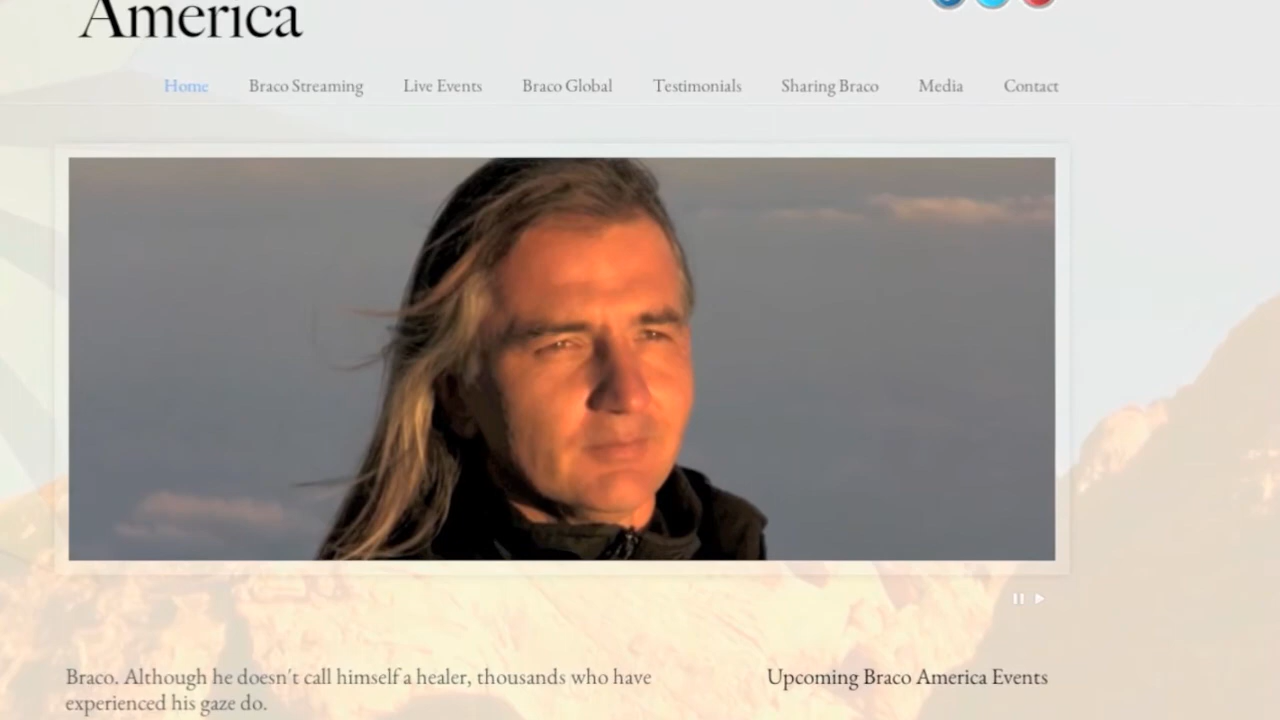 America
Home Braco Streaming Live Events Braco Global Testimonials Sharing Braco Media Contact
Braco. Although he doesn't call himself a healer, thousands who have
experienced his gaze do.
Upcoming Braco America Events